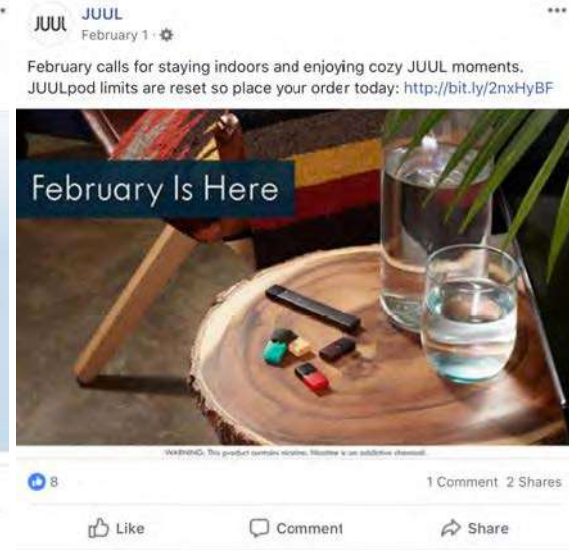 JUUL
JUUL
February 1
February calls for staying indoors and enjoying cozy JUUL moments.
JUULpod limits are reset so place your order today: http://bit.ly/2nxHyBF
February Is Here
WARNING: This product contains nicotine. Nicotine is an addictive chemical.
8
1 Comment 2 Shares
Like Comment Share